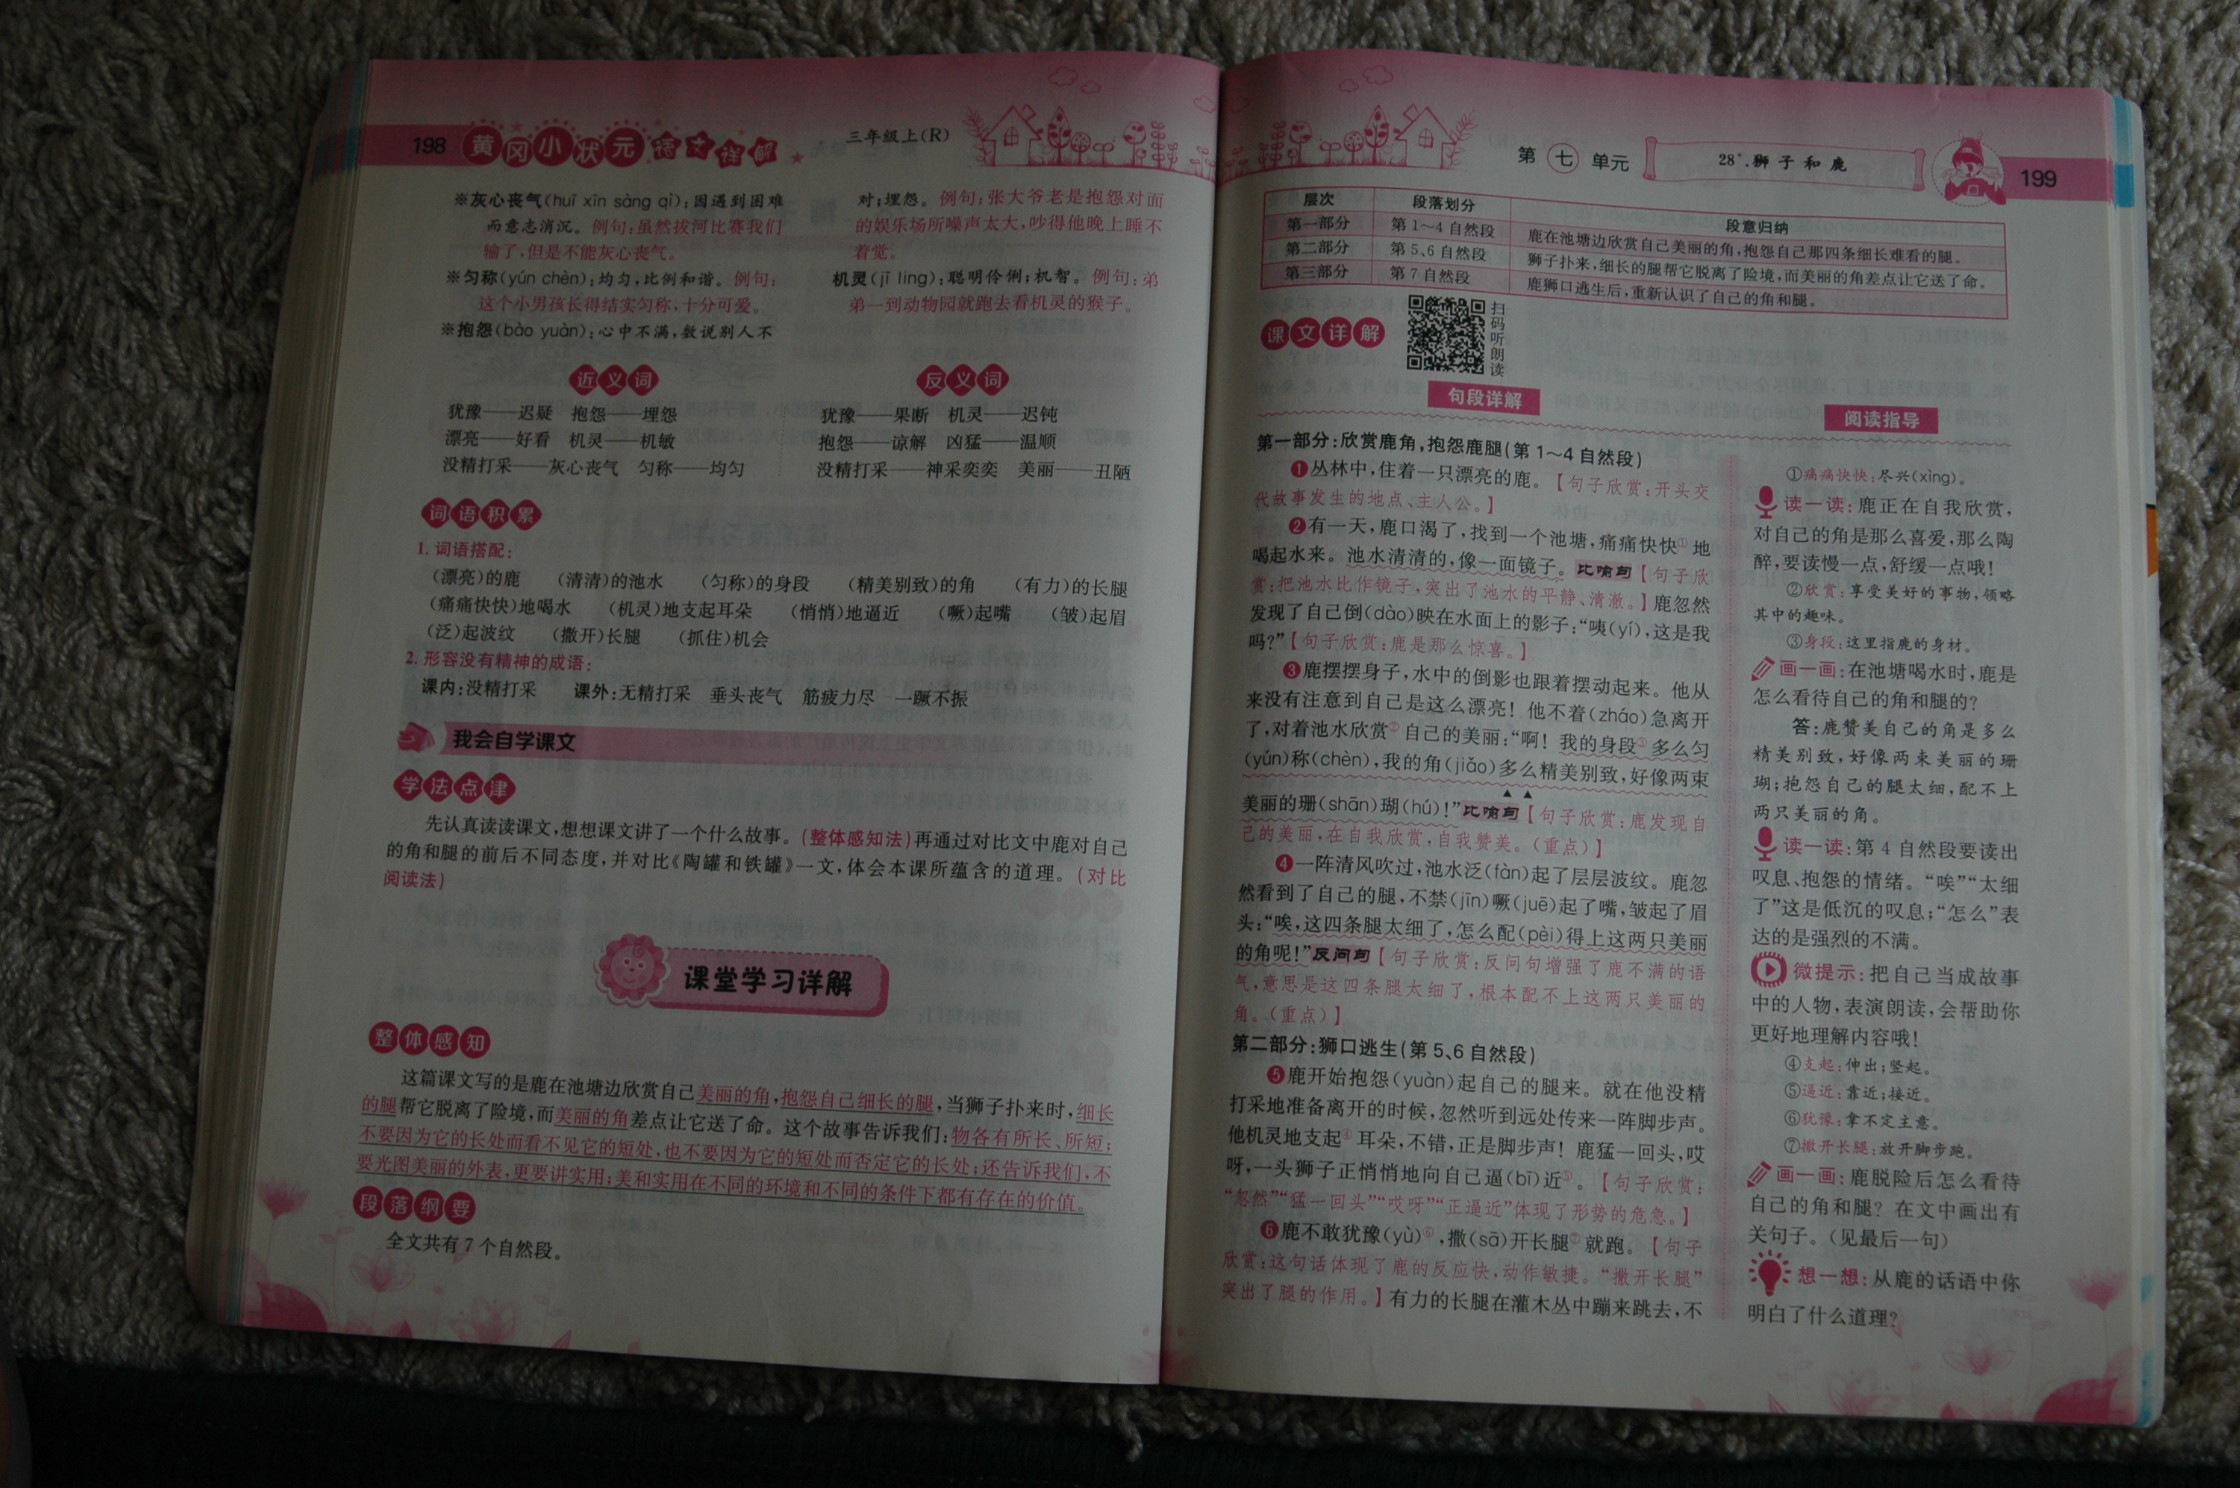 198 黄冈小状元 语文详解 三年级上(R)
※灰心丧气(huī xīn sàng qì):因遇到困难
而意志消沉。例句:虽然拔河比赛我们
输了,但是不能灰心丧气。
※匀称(yún chèn):均匀,比例和谐。例句:
这个小男孩长得结实匀称,十分可爱。
※抱怨(bào yuàn):心中不满,数说别人不
对;埋怨。例句:张大爷老是抱怨对面
的娱乐场所噪声太大,吵得他晚上睡不
着觉。
机灵(jī ling):聪明伶俐;机智。例句:弟
弟一到动物园就跑去看机灵的猴子。
近义词
犹豫——迟疑 抱怨——埋怨
漂亮——好看 机灵——机敏
没精打采——灰心丧气 匀称——均匀
反义词
犹豫——果断 机灵——迟钝
抱怨——谅解 凶猛——温顺
没精打采——神采奕奕 美丽——丑陋
词语积累
1. 词语搭配:
(漂亮)的鹿 (清清)的池水 (匀称)的身段 (精美别致)的角 (有力)的长腿
(痛痛快快)地喝水 (机灵)地支起耳朵 (悄悄)地逼近 (噘)起嘴 (皱)起眉
(泛)起波纹 (撒开)长腿 (抓住)机会
2. 形容没有精神的成语:
课内:没精打采 课外:无精打采 垂头丧气 筋疲力尽 一蹶不振
我会自学课文
学法点津
先认真读读课文,想想课文讲了一个什么故事。(整体感知法)再通过对比文中鹿对自己
的角和腿的前后不同态度,并对比《陶罐和铁罐》一文,体会本课所蕴含的道理。(对比
阅读法)
课堂学习详解
整体感知
这篇课文写的是鹿在池塘边欣赏自己美丽的角,抱怨自己细长的腿,当狮子扑来时,细长
的腿帮它脱离了险境,而美丽的角差点让它送了命。这个故事告诉我们:物各有所长、所短;
不要因为它的长处而看不见它的短处,也不要因为它的短处而否定它的长处;还告诉我们,不
要光图美丽的外表,更要讲实用;美和实用在不同的环境和不同的条件下都有存在的价值。
段落纲要
全文共有7个自然段。
第七单元 28*.狮子和鹿 199
层次 段落划分 段意归纳
第一部分 第1~4自然段 鹿在池塘边欣赏自己美丽的角,抱怨自己那四条细长难看的腿。
第二部分 第5、6自然段 狮子扑来,细长的腿帮它脱离了险境,而美丽的角差点让它送了命。
第三部分 第7自然段 鹿狮口逃生后,重新认识了自己的角和腿。
课文详解
扫码听朗读
句段详解
第一部分:欣赏鹿角,抱怨鹿腿(第1~4自然段)
❶丛林中,住着一只漂亮的鹿。【句子欣赏:开头交
代故事发生的地点、主人公。】
❷有一天,鹿口渴了,找到一个池塘,痛痛快快①地
喝起水来。池水清清的,像一面镜子。比喻句【句子欣
赏:把池水比作镜子,突出了池水的平静、清澈。】鹿忽然
发现了自己倒(dào)映在水面上的影子:“咦(yí),这是我
吗?”【句子欣赏:鹿是那么惊喜。】
❸鹿摆摆身子,水中的倒影也跟着摆动起来。他从
来没有注意到自己是这么漂亮!他不着(zháo)急离开
了,对着池水欣赏②自己的美丽:“啊!我的身段③多么匀
(yún)称(chèn),我的角(jiǎo)多么精美别致,好像两束
美丽的珊(shān)瑚(hú)!”比喻句【句子欣赏:鹿发现自
己的美丽,在自我欣赏,自我赞美。(重点)】
❹一阵清风吹过,池水泛(fàn)起了层层波纹。鹿忽
然看到了自己的腿,不禁(jīn)噘(juē)起了嘴,皱起了眉
头:“唉,这四条腿太细了,怎么配(pèi)得上这两只美丽
的角呢!”反问句【句子欣赏:反问句增强了鹿不满的语
气,意思是这四条腿太细了,根本配不上这两只美丽的
角。(重点)】
第二部分:狮口逃生(第5、6自然段)
❺鹿开始抱怨(yuàn)起自己的腿来。就在他没精
打采地准备离开的时候,忽然听到远处传来一阵脚步声。
他机灵地支起④耳朵,不错,正是脚步声!鹿猛一回头,哎
呀,一头狮子正悄悄地向自己逼(bī)近⑤。【句子欣赏:
“忽然”“猛一回头”“哎呀”“正逼近”体现了形势的危急。】
❻鹿不敢犹豫(yù)⑥,撒(sā)开长腿⑦就跑。【句子
欣赏:这句话体现了鹿的反应快,动作敏捷。“撒开长腿”
突出了腿的作用。】有力的长腿在灌木丛中蹦来跳去,不
阅读指导
①痛痛快快:尽兴(xìng)。
读一读:鹿正在自我欣赏,
对自己的角是那么喜爱,那么陶
醉,要读慢一点,舒缓一点哦!
②欣赏:享受美好的事物,领略
其中的趣味。
③身段:这里指鹿的身材。
画一画:在池塘喝水时,鹿是
怎么看待自己的角和腿的?
答:鹿赞美自己的角是多么
精美别致,好像两束美丽的珊
瑚;抱怨自己的腿太细,配不上
两只美丽的角。
读一读:第4自然段要读出
叹息、抱怨的情绪。“唉”“太细
了”这是低沉的叹息;“怎么”表
达的是强烈的不满。
微提示:把自己当成故事
中的人物,表演朗读,会帮助你
更好地理解内容哦!
④支起:伸出;竖起。
⑤逼近:靠近;接近。
⑥犹豫:拿不定主意。
⑦撒开长腿:放开脚步跑。
画一画:鹿脱险后怎么看待
自己的角和腿?在文中画出有
关句子。(见最后一句)
想一想:从鹿的话语中你
明白了什么道理?